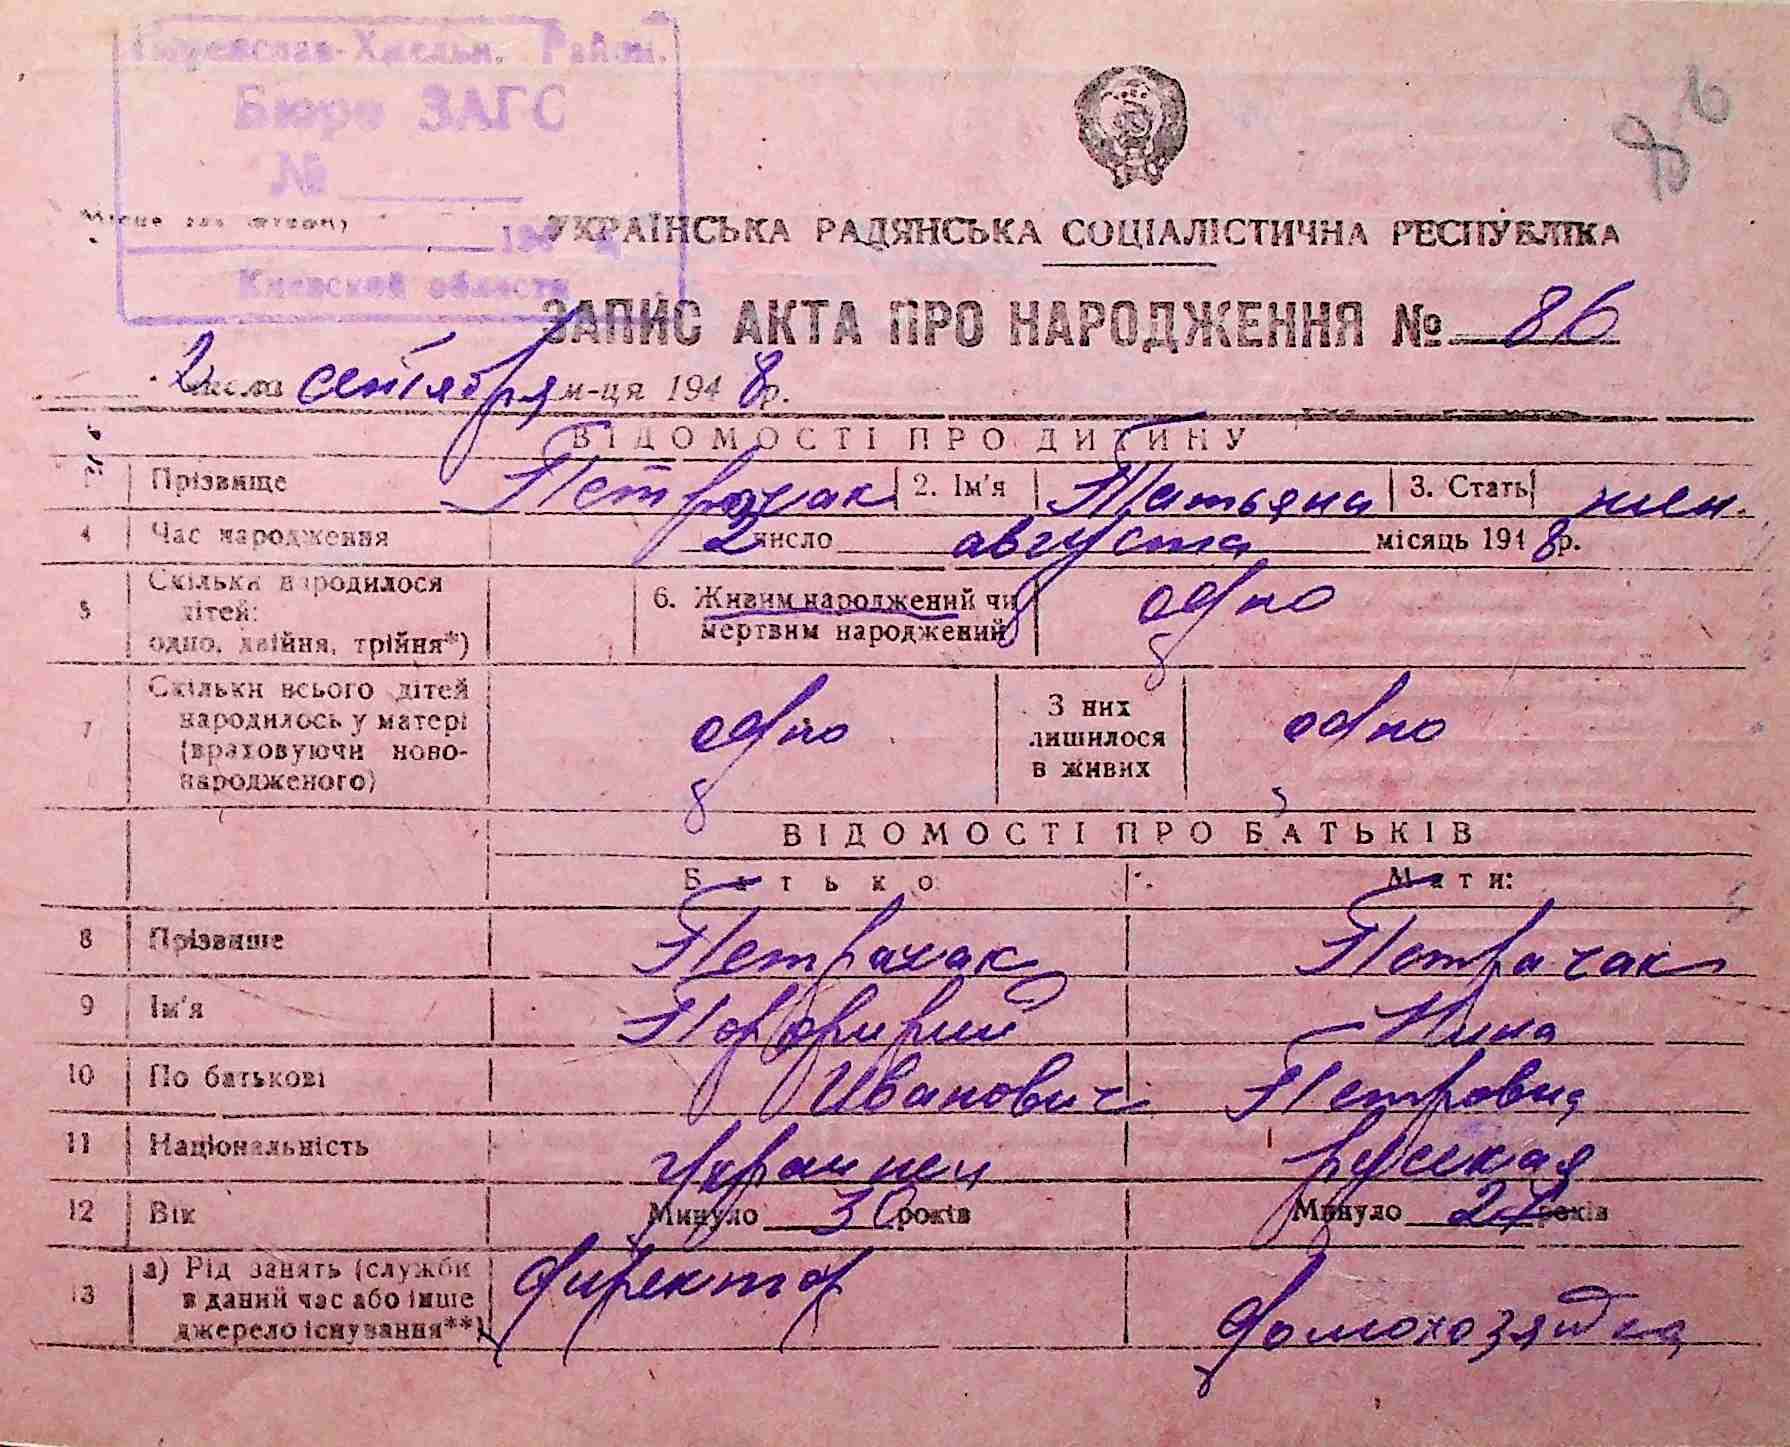 Переяслав-Хмельн. Район.
Бюро ЗАГС
№
86
УКРАЇНСЬКА РАДЯНСЬКА СОЦІАЛІСТИЧНА РЕСПУБЛІКА
Киевской области
ЗАПИС АКТА ПРО НАРОДЖЕННЯ № 86
2 числа сентября м-ця 1948 р.
ВІДОМОСТІ ПРО ДИТИНУ
Прізвище Петрачак 2. Ім'я Татьяна 3. Стать жен.
4 Час народження 2 число августа місяць 1948 р.
5 Скільки народилося дітей: одно, двійня, трійня*) 6. Живим народжений чи мертвим народжений одно
7 Скільки всього дітей народилось у матері (враховуючи новонародженого) одно З них лишилося в живих одно
ВІДОМОСТІ ПРО БАТЬКІВ
Батько Мати:
8 Прізвище Петрачак Петрачак
9 Ім'я Порфирий Нина
10 По батькові Иванович Петровна
11 Національність украинец русская
12 Вік Минуло 30 років Минуло років
13 а) Рід занять (служби в даний час або інше джерело існування**) директор домохозяйка